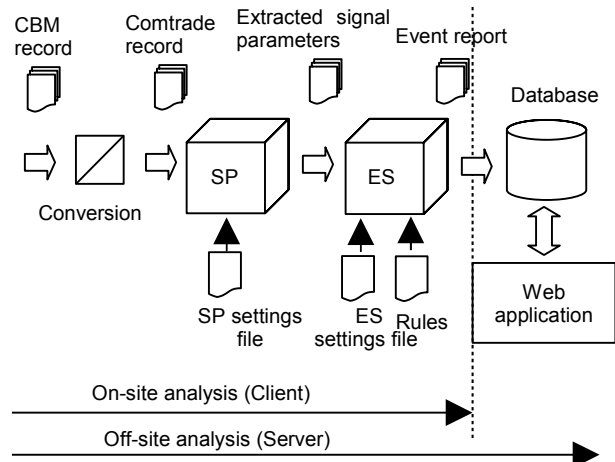 CBM
record
Comtrade
record
Extracted signal
parameters
Event report
Database
Conversion
SP
ES
SP settings
file
ES
settings file
Rules
Web
application
On-site analysis (Client)
Off-site analysis (Server)